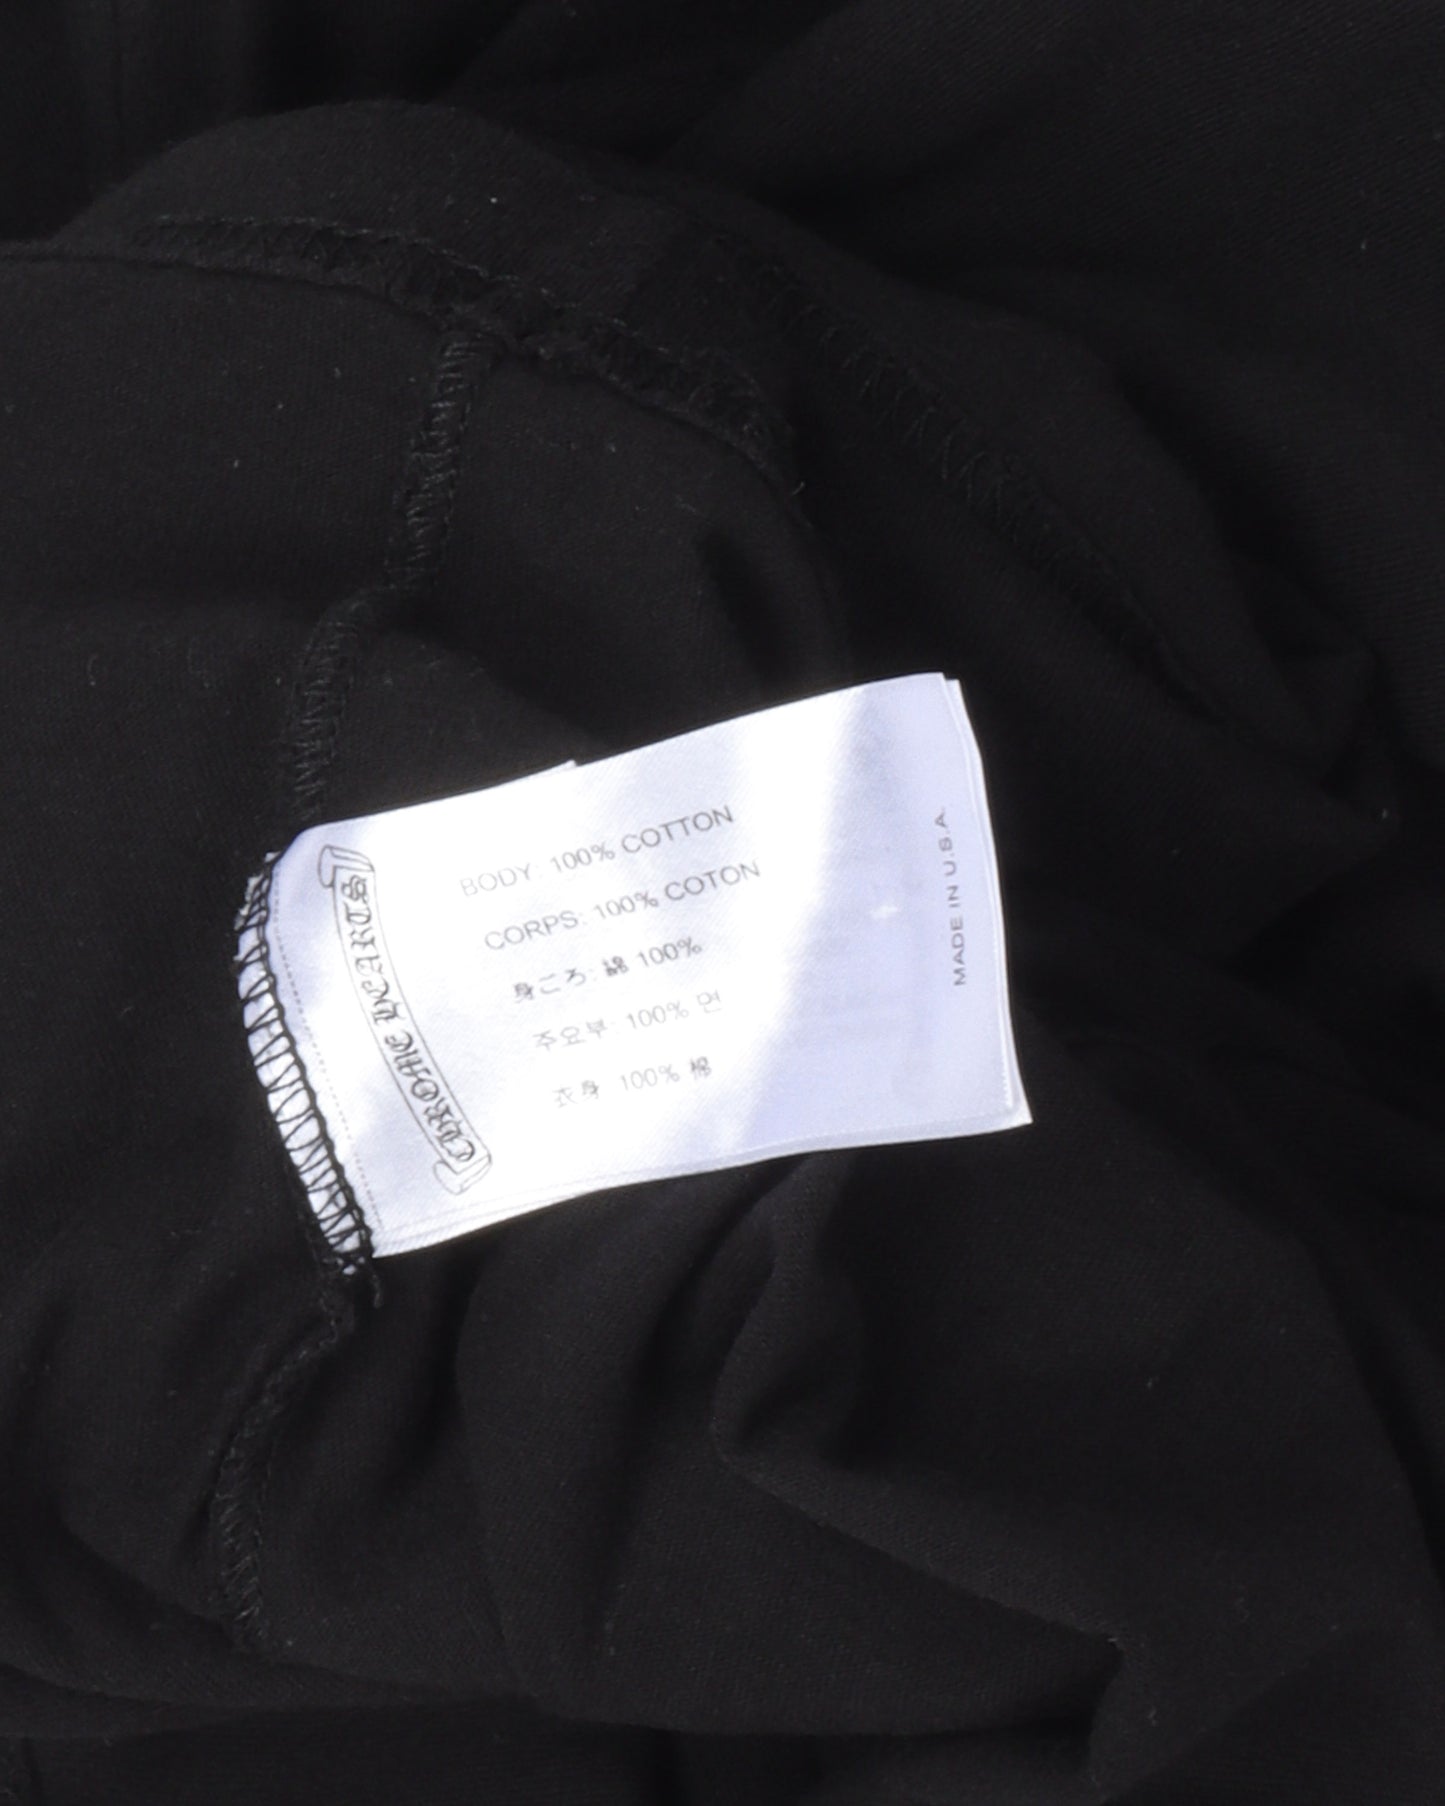 CHROME HEARTS
BODY: 100% COTTON
CORPS: 100% COTON
身ごろ: 綿 100%
주요부: 100% 면
衣身 100% 棉
MADE IN U.S.A.